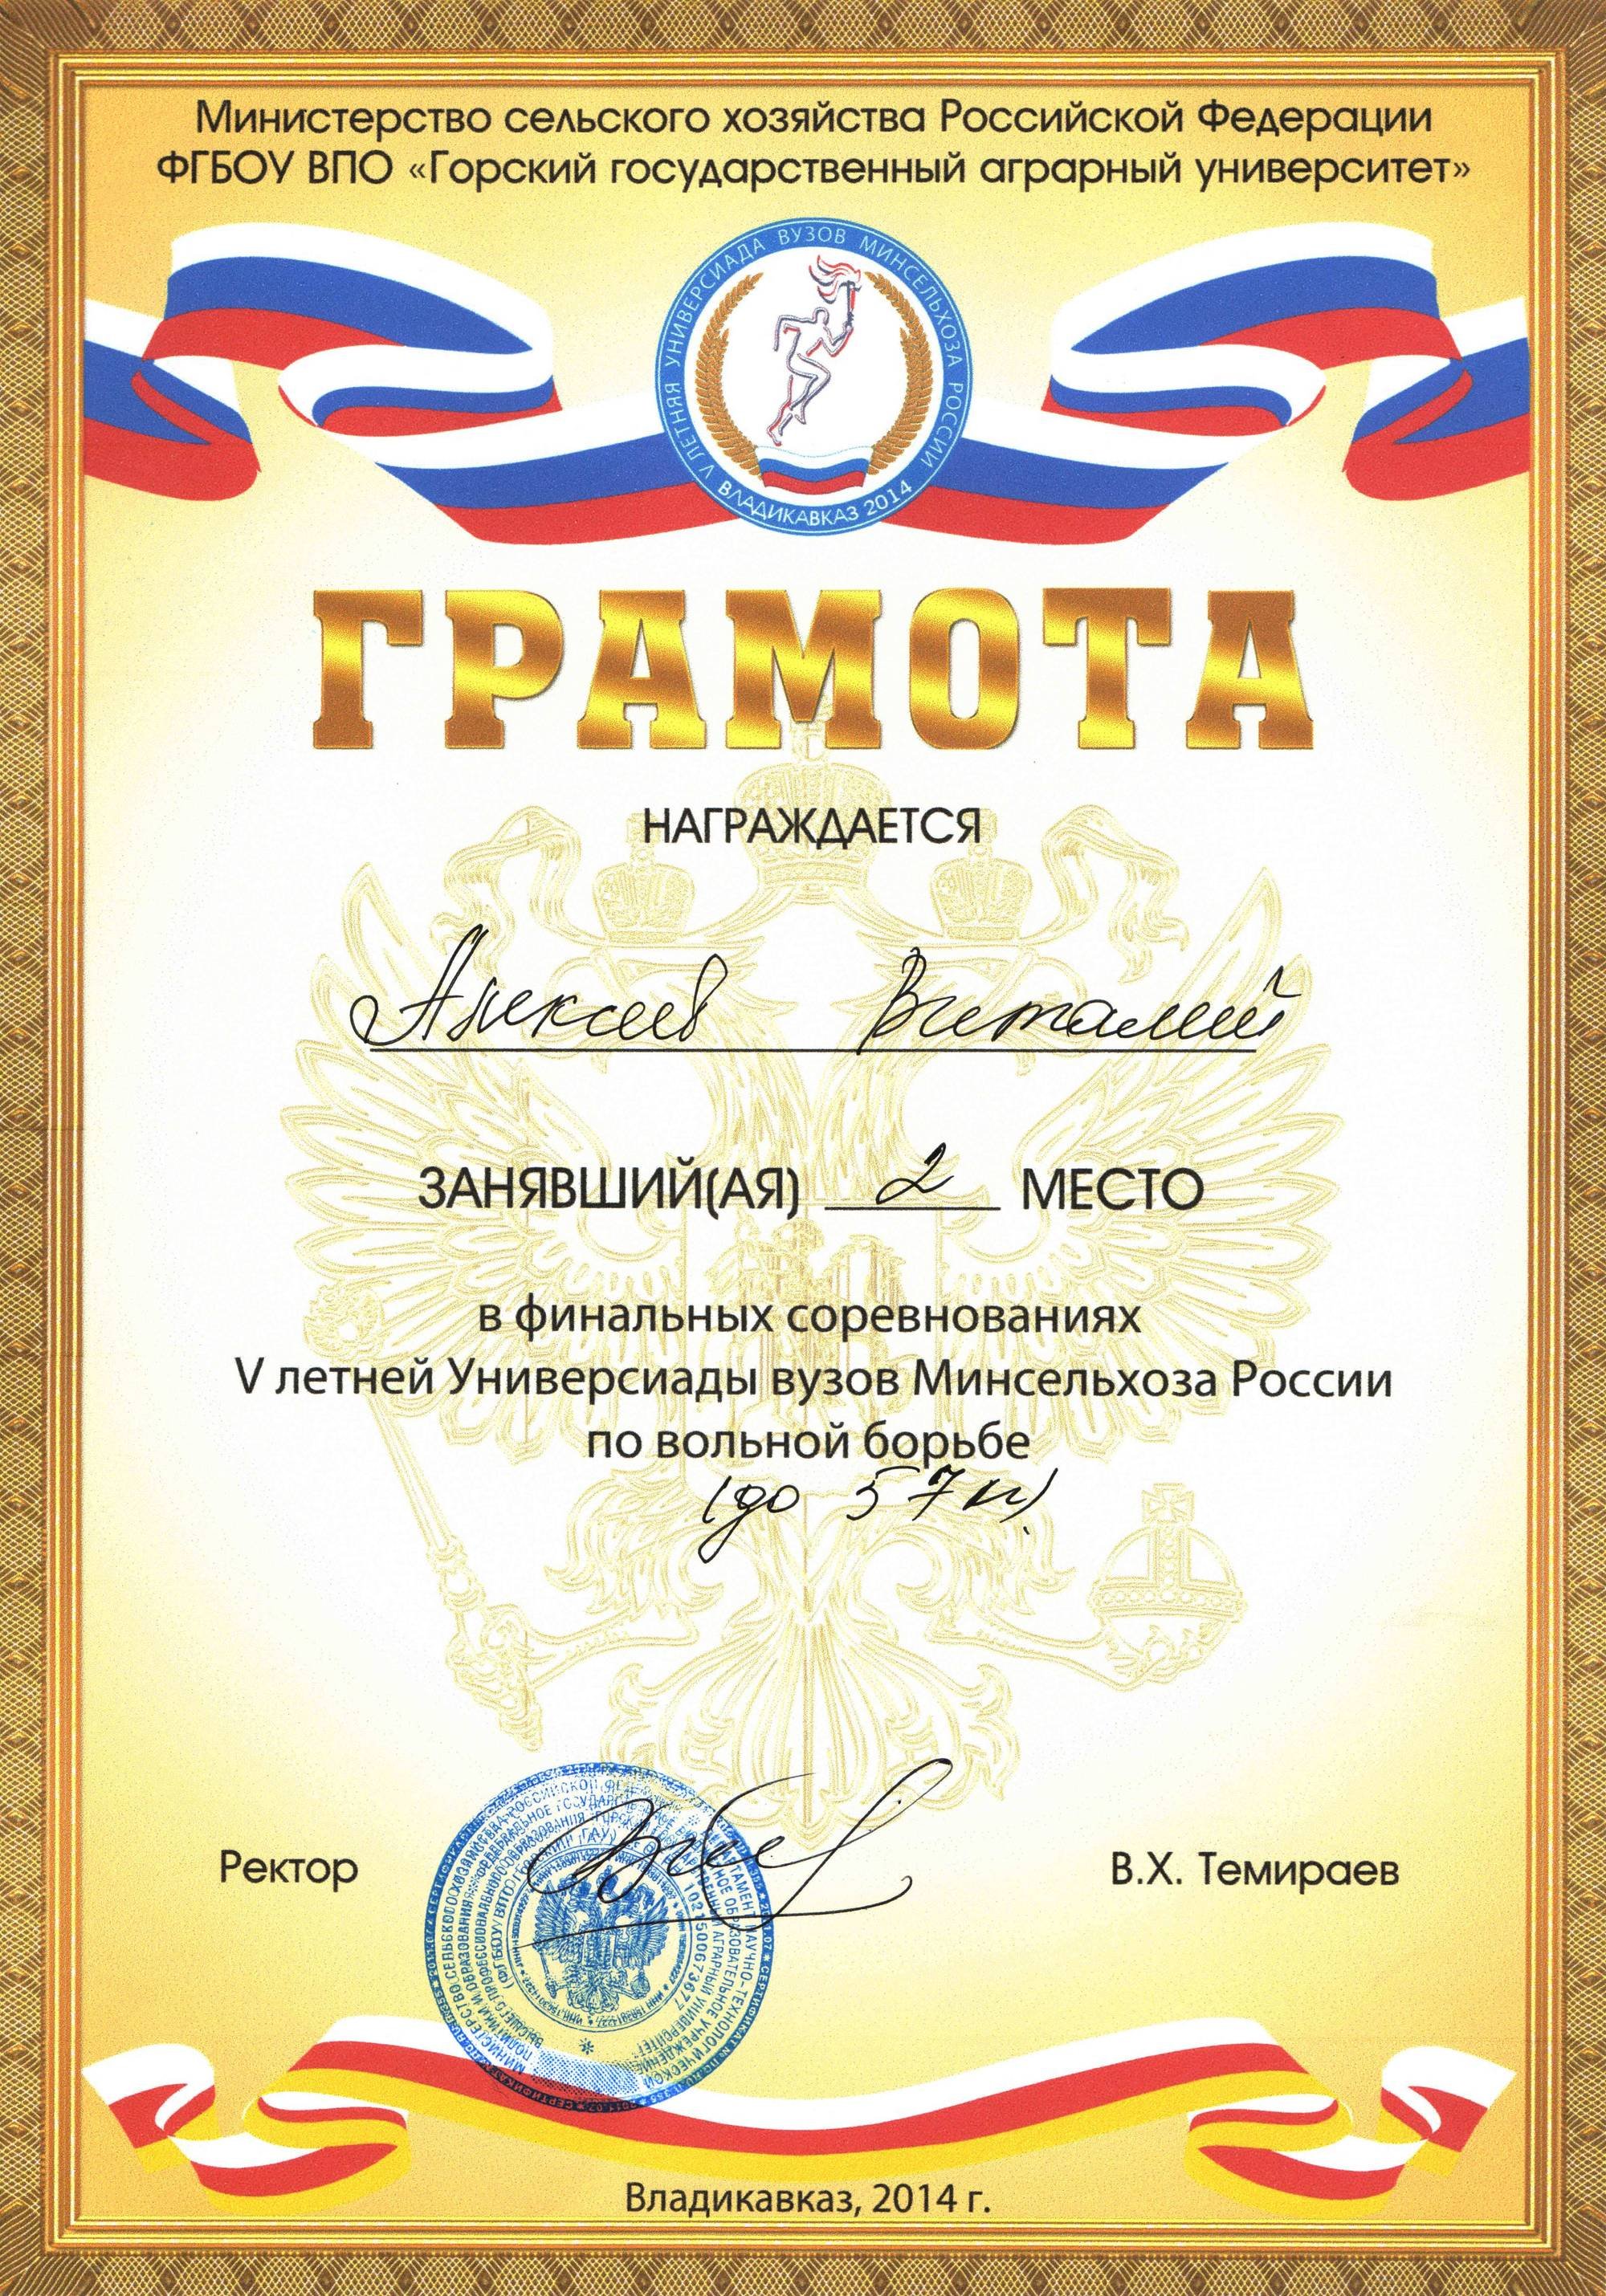 Министерство сельского хозяйства Российской Федерации
ФГБОУ ВПО «Горский государственный аграрный университет»
V ЛЕТНЯЯ УНИВЕРСИАДА ВУЗОВ МИНСЕЛЬХОЗА РОССИИ
ВЛАДИКАВКАЗ 2014
ГРАМОТА
НАГРАЖДАЕТСЯ
Алексеев Виталий
ЗАНЯВШИЙ(АЯ) 2 МЕСТО
в финальных соревнованиях
V летней Универсиады вузов Минсельхоза России
по вольной борьбе
(до 57 кг)
Ректор
В.Х. Темираев
Владикавказ, 2014 г.